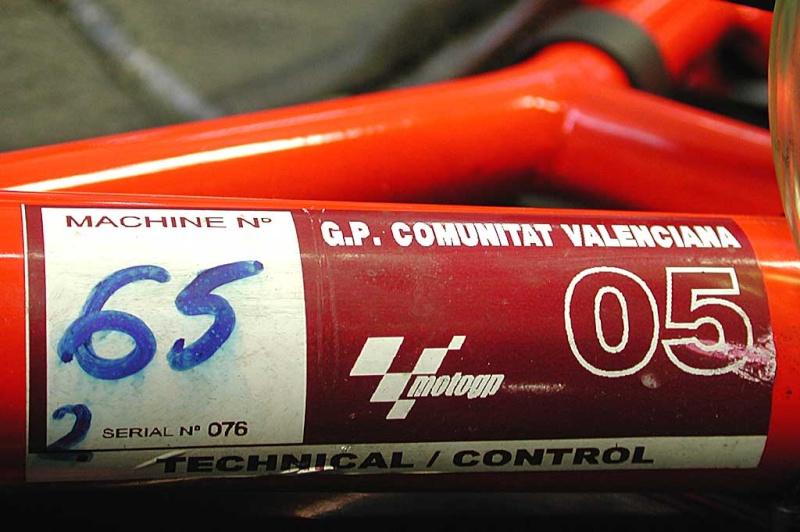 MACHINE Nº
65
2.
SERIAL Nº 076
G.P. COMUNITAT VALENCIANA
05
motogp
TECHNICAL / CONTROL